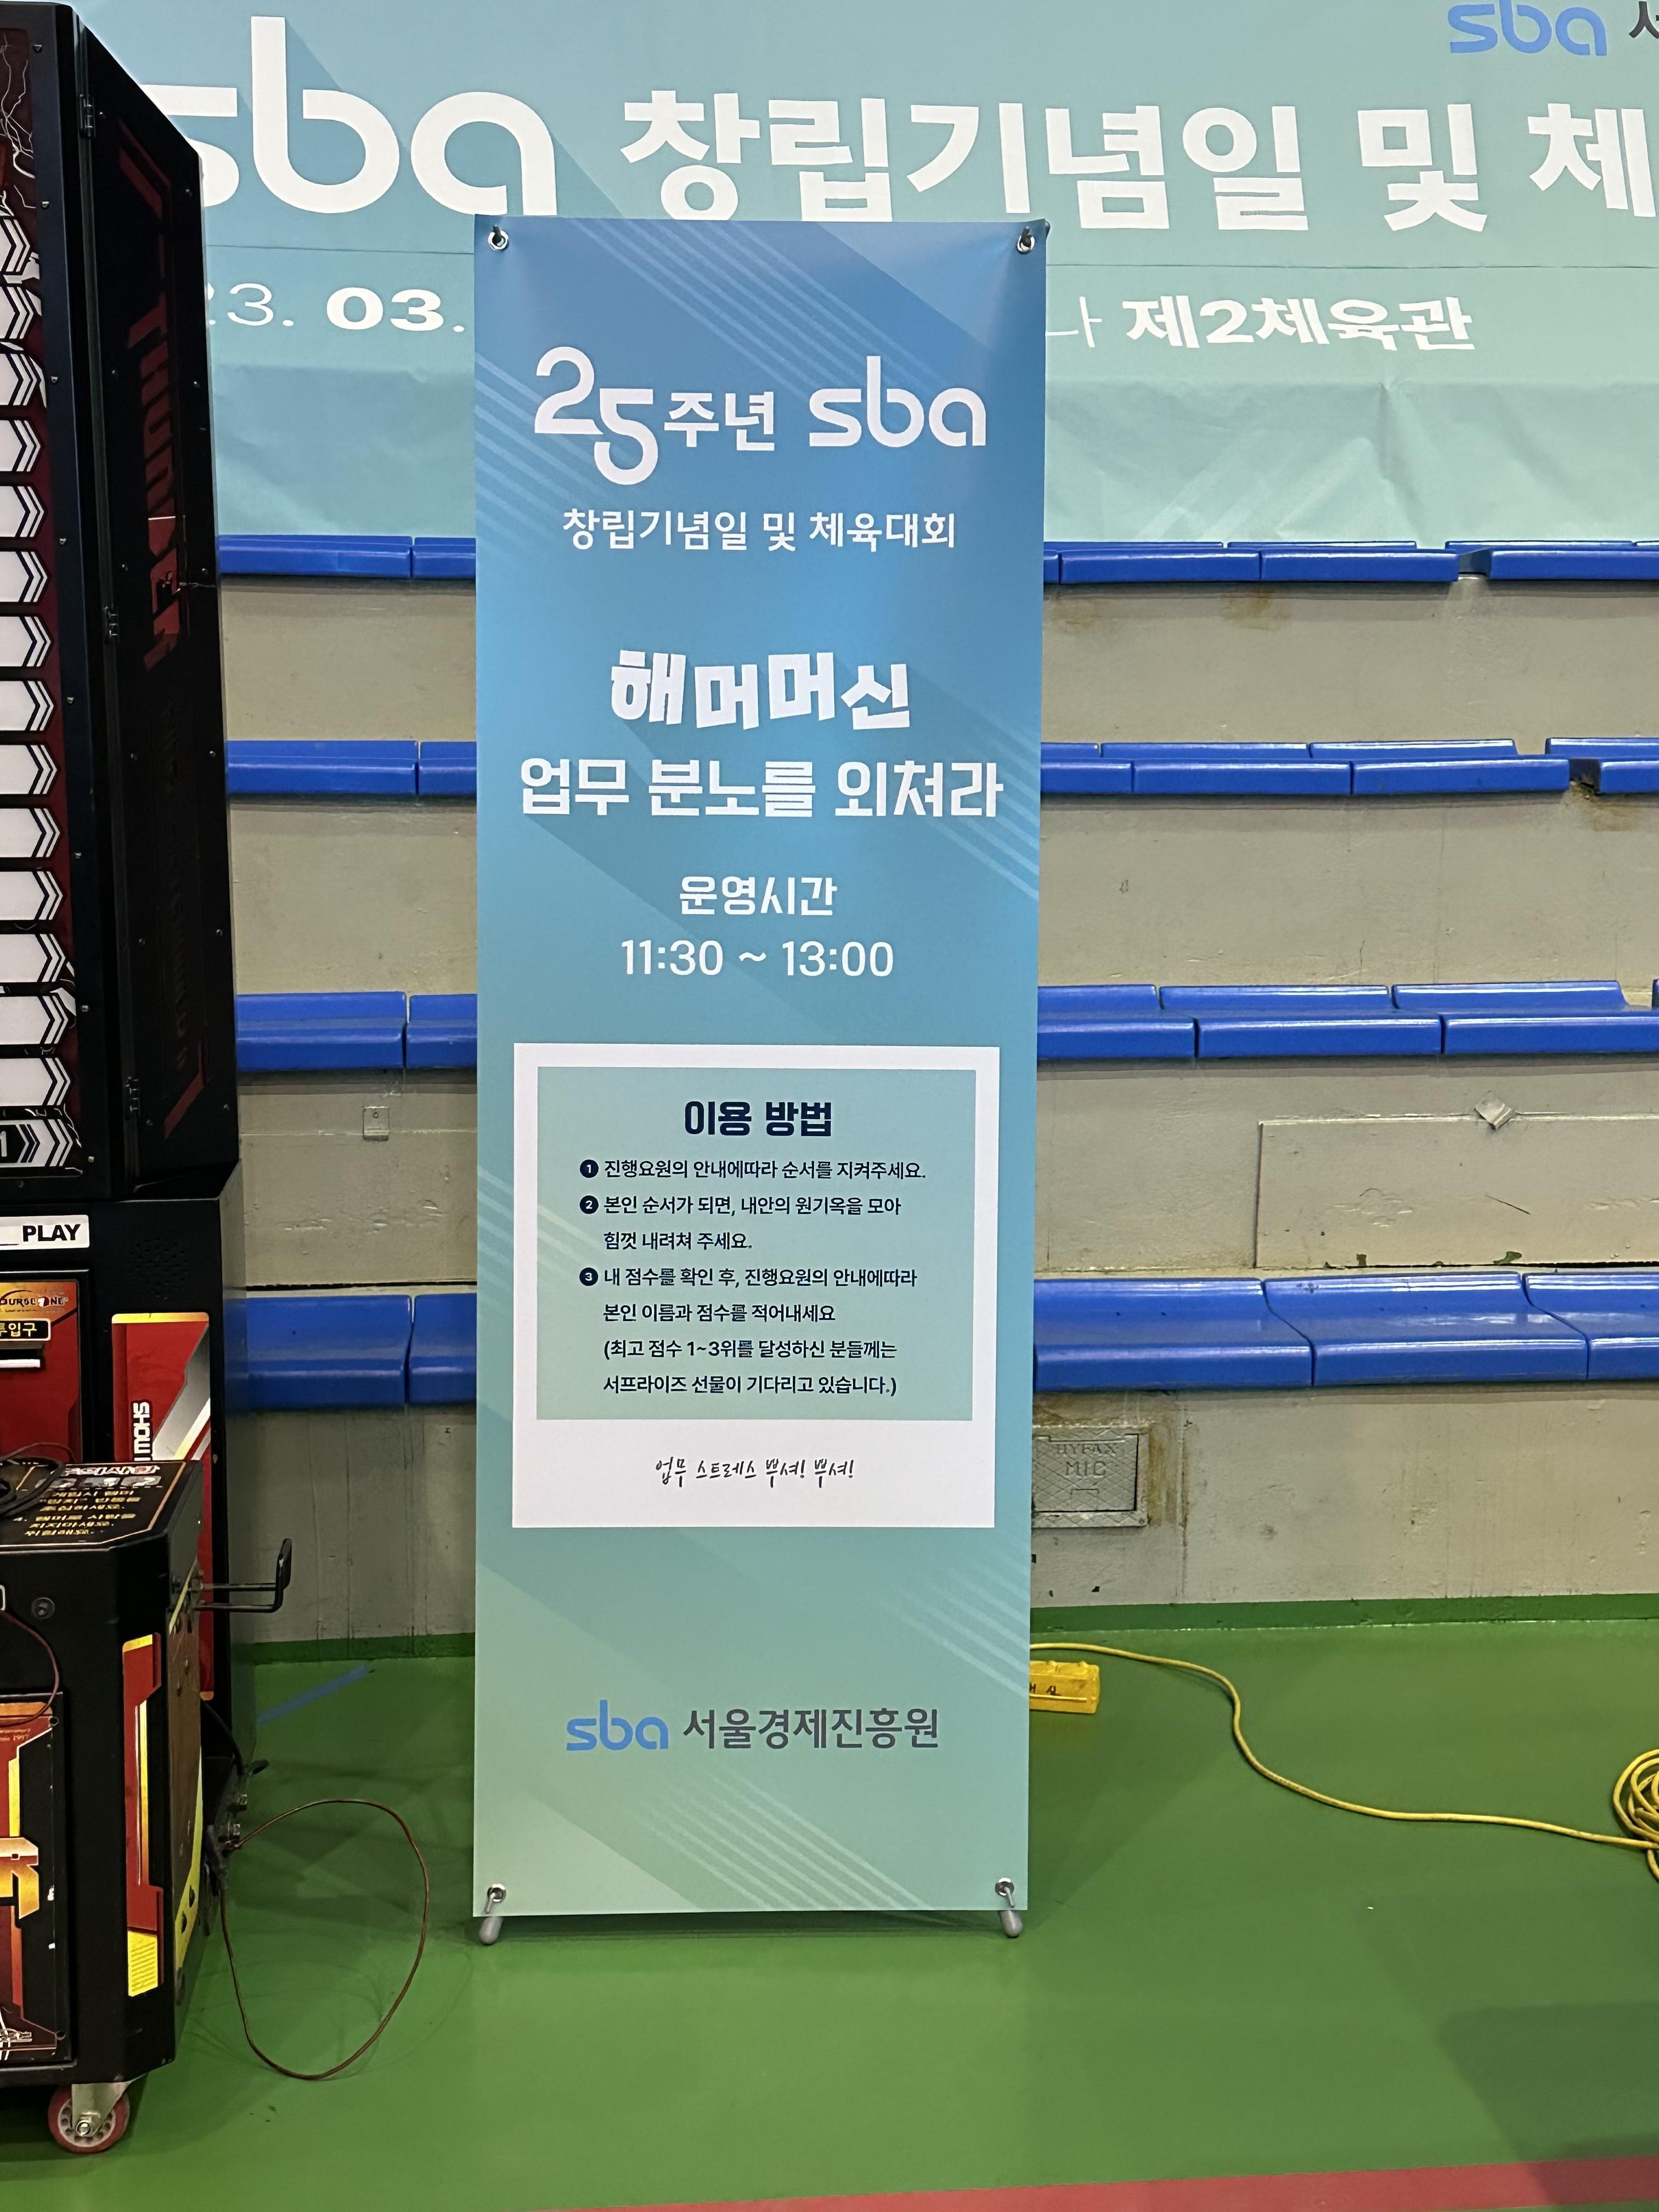 sba
sba 창립기념일 및 체
23. 03.
제2체육관
25주년 sba
창립기념일 및 체육대회
해머머신
업무 분노를 외쳐라
운영시간
11:30 ~ 13:00
이용 방법
1 진행요원의 안내에따라 순서를 지켜주세요.
2 본인 순서가 되면, 내안의 원기옥을 모아
힘껏 내려쳐 주세요.
3 내 점수를 확인 후, 진행요원의 안내에따라
본인 이름과 점수를 적어내세요
(최고 점수 1~3위를 달성하신 분들께는
서프라이즈 선물이 기다리고 있습니다.)
업무 스트레스 뿌셔! 뿌셔!
sba 서울경제진흥원
PLAY
투입구
SHOW
HYFAX
MIC